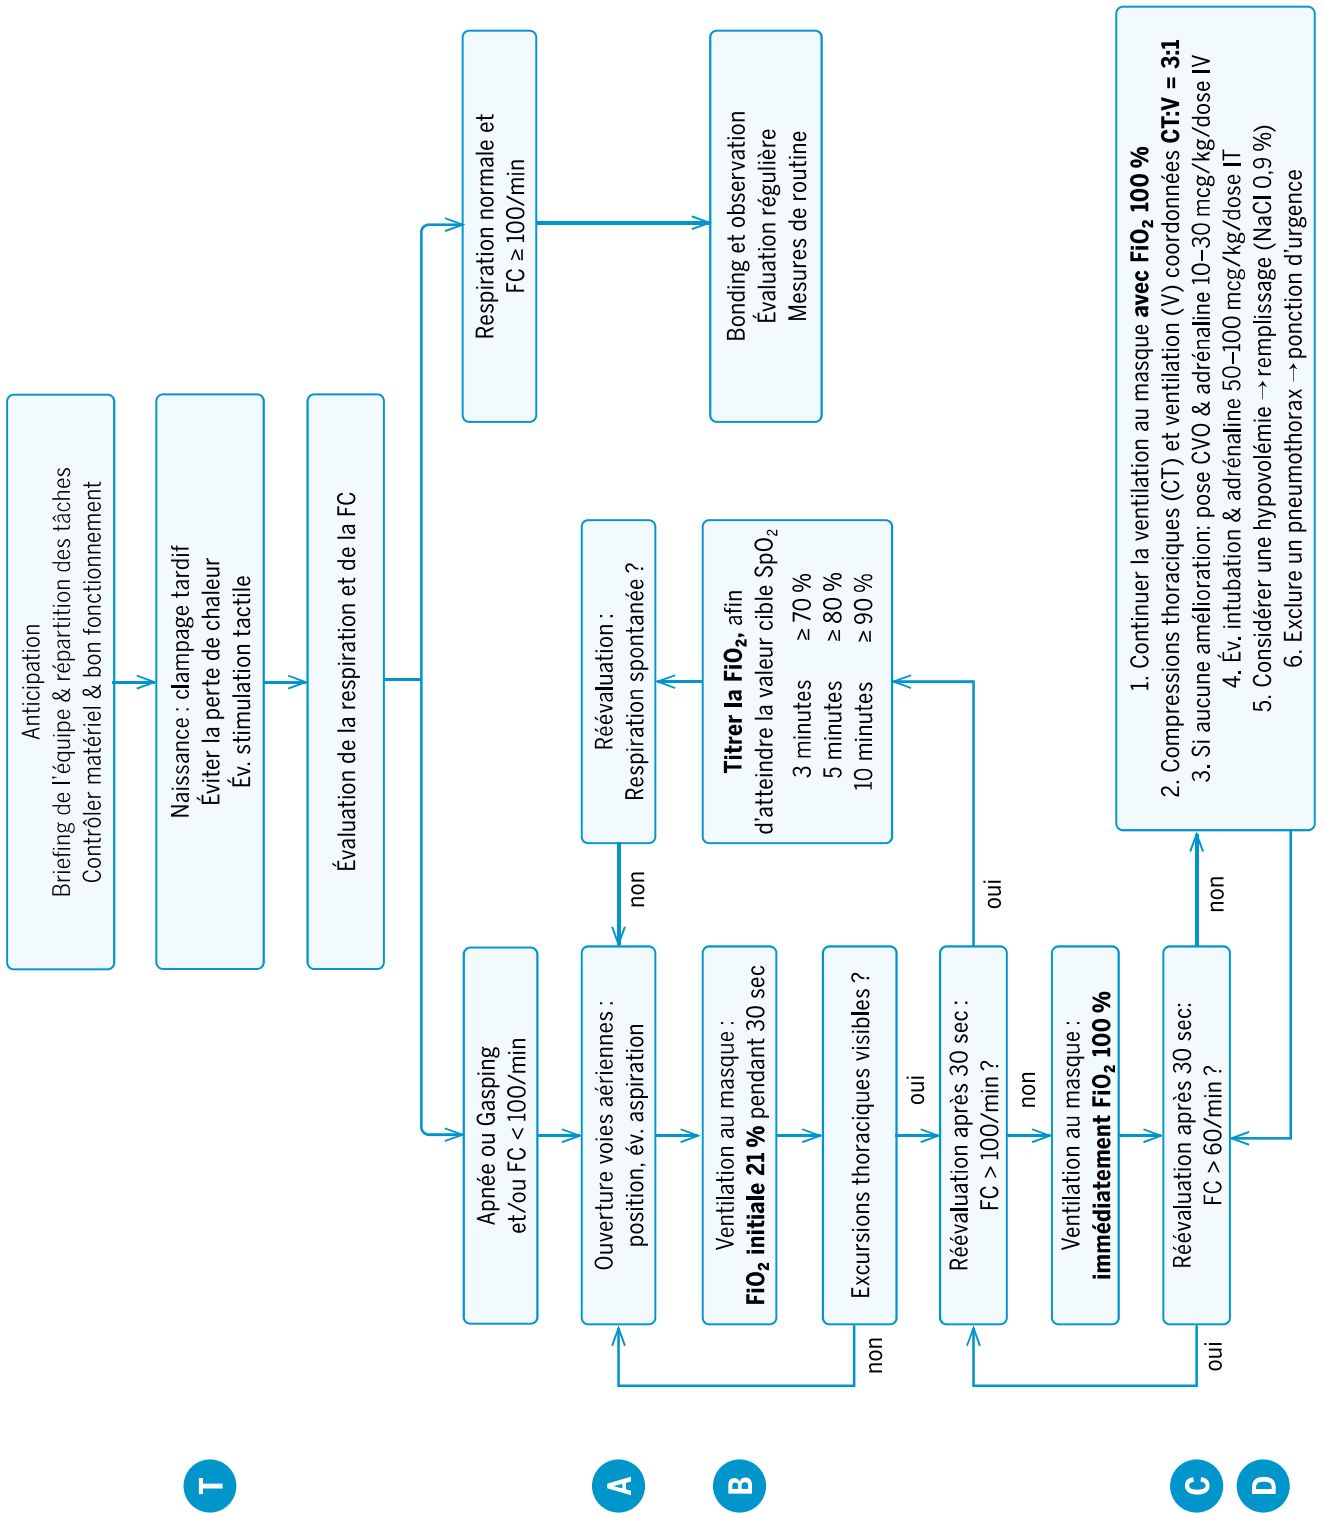 Anticipation
Briefing de l'équipe & répartition des tâches
Contrôler matériel & bon fonctionnement
T
Naissance : clampage tardif
Éviter la perte de chaleur
Év. stimulation tactile
Évaluation de la respiration et de la FC
Apnée ou Gasping
et/ou FC < 100/min
Respiration normale et
FC ≥ 100/min
A
Ouverture voies aériennes :
position, év. aspiration
non
Réévaluation :
Respiration spontanée ?
B
Ventilation au masque :
FiO₂ initiale 21 % pendant 30 sec
Titrer la FiO₂, afin
d'atteindre la valeur cible SpO₂
3 minutes ≥ 70 %
5 minutes ≥ 80 %
10 minutes ≥ 90 %
Bonding et observation
Évaluation régulière
Mesures de routine
Excursions thoraciques visibles ?
non
oui
Réévaluation après 30 sec :
FC > 100/min ?
oui
non
Ventilation au masque :
immédiatement FiO₂ 100 %
C
Réévaluation après 30 sec:
FC > 60/min ?
oui
non
D
1. Continuer la ventilation au masque avec FiO₂ 100 %
2. Compressions thoraciques (CT) et ventilation (V) coordonnées CT:V = 3:1
3. Si aucune amélioration: pose CVO & adrénaline 10–30 mcg/kg/dose IV
4. Év. intubation & adrénaline 50–100 mcg/kg/dose IT
5. Considérer une hypovolémie → remplissage (NaCl 0,9 %)
6. Exclure un pneumothorax → ponction d'urgence